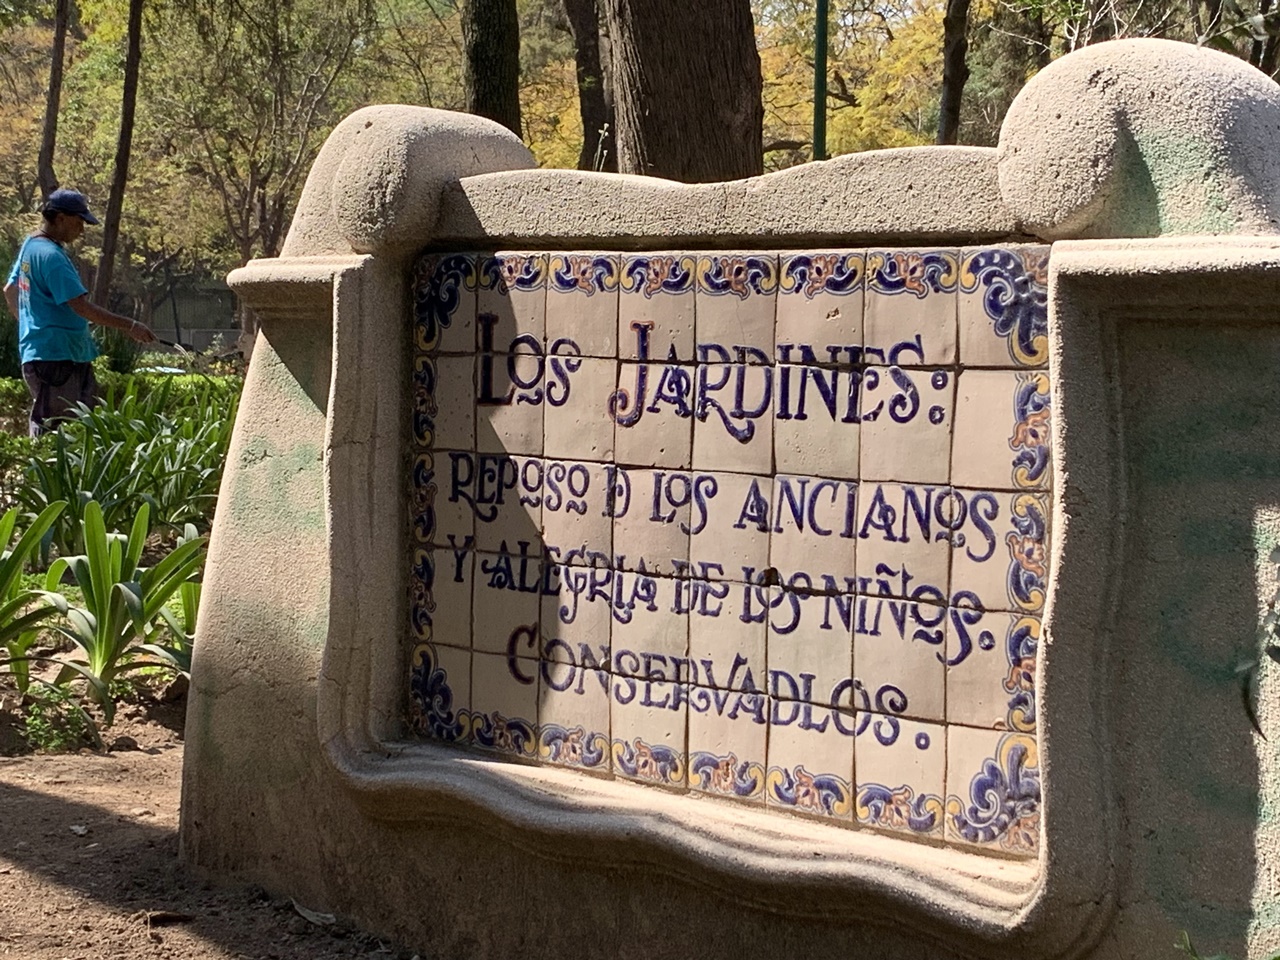 Los Jardines:
reposo d los ancianos
y alegria de los niños.
Conservadlos.